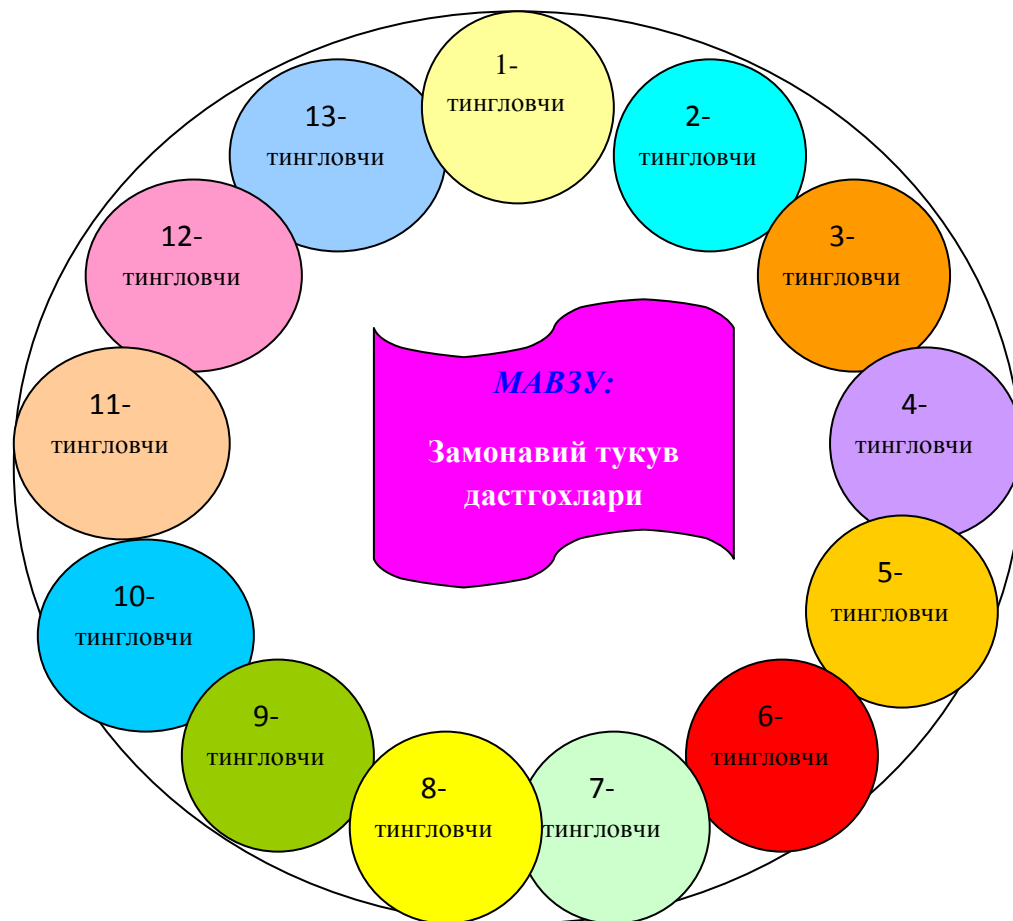 1-
тингловчи
2-
тингловчи
3-
тингловчи
4-
тингловчи
5-
тингловчи
6-
тингловчи
7-
тингловчи
8-
тингловчи
9-
тингловчи
10-
тингловчи
11-
тингловчи
12-
тингловчи
13-
тингловчи
МАВЗУ:
Замонавий тукув
дастгохлари